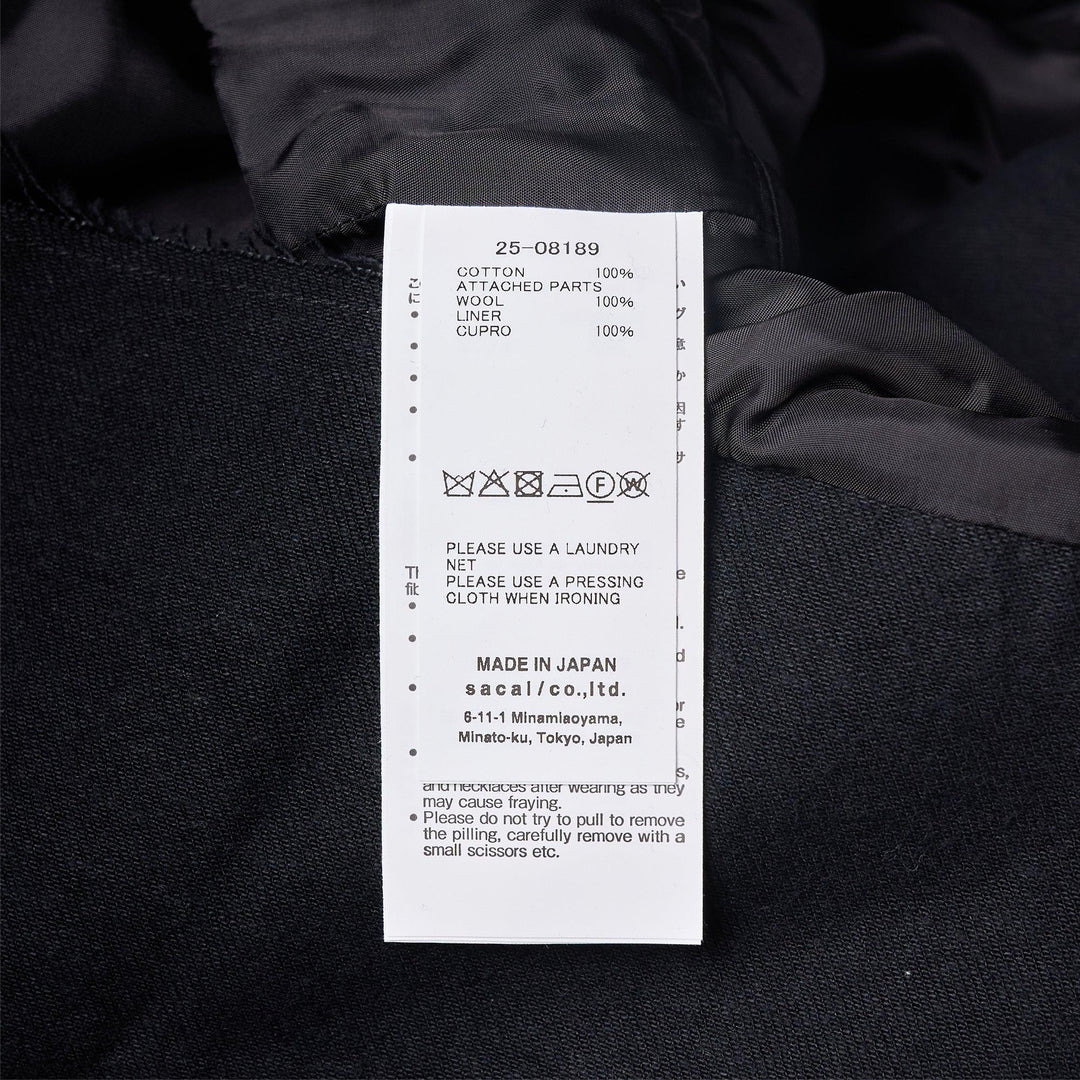 25-08189
COTTON 100%
ATTACHED PARTS
WOOL 100%
LINER
CUPRO 100%
F W
PLEASE USE A LAUNDRY
NET
PLEASE USE A PRESSING
CLOTH WHEN IRONING
MADE IN JAPAN
sacai/co.,ltd.
6-11-1 Minamiaoyama,
Minato-ku, Tokyo, Japan
and necklaces after wearing as they
may cause fraying.
• Please do not try to pull to remove
the pilling, carefully remove with a
small scissors etc.